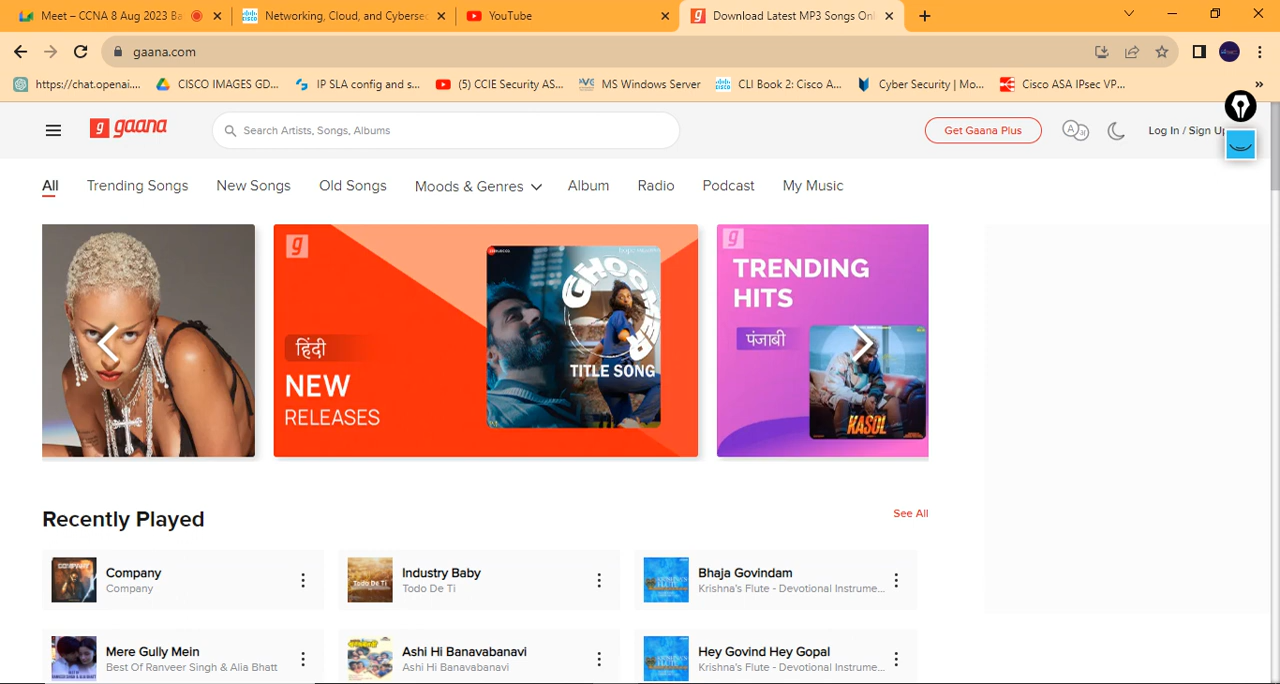 Meet – CCNA 8 Aug 2023 Ba
Networking, Cloud, and Cybersec
YouTube
Download Latest MP3 Songs Onl
gaana.com
https://chat.openai....
CISCO IMAGES GD...
IP SLA config and s...
(5) CCIE Security AS...
MS Windows Server
CLI Book 2: Cisco A...
Cyber Security | Mo...
Cisco ASA IPsec VP...
gaana
Search Artists, Songs, Albums
Get Gaana Plus
Log In / Sign Up
All
Trending Songs
New Songs
Old Songs
Moods & Genres
Album
Radio
Podcast
My Music
हिंदी
NEW
RELEASES
GHOOMER
TITLE SONG
TRENDING
HITS
पंजाबी
KASOL
Recently Played
See All
Company
Company
Industry Baby
Todo De Ti
Bhaja Govindam
Krishna's Flute - Devotional Instrume...
Mere Gully Mein
Best Of Ranveer Singh & Alia Bhatt
Ashi Hi Banavabanavi
Ashi Hi Banavabanavi
Hey Govind Hey Gopal
Krishna's Flute - Devotional Instrume...